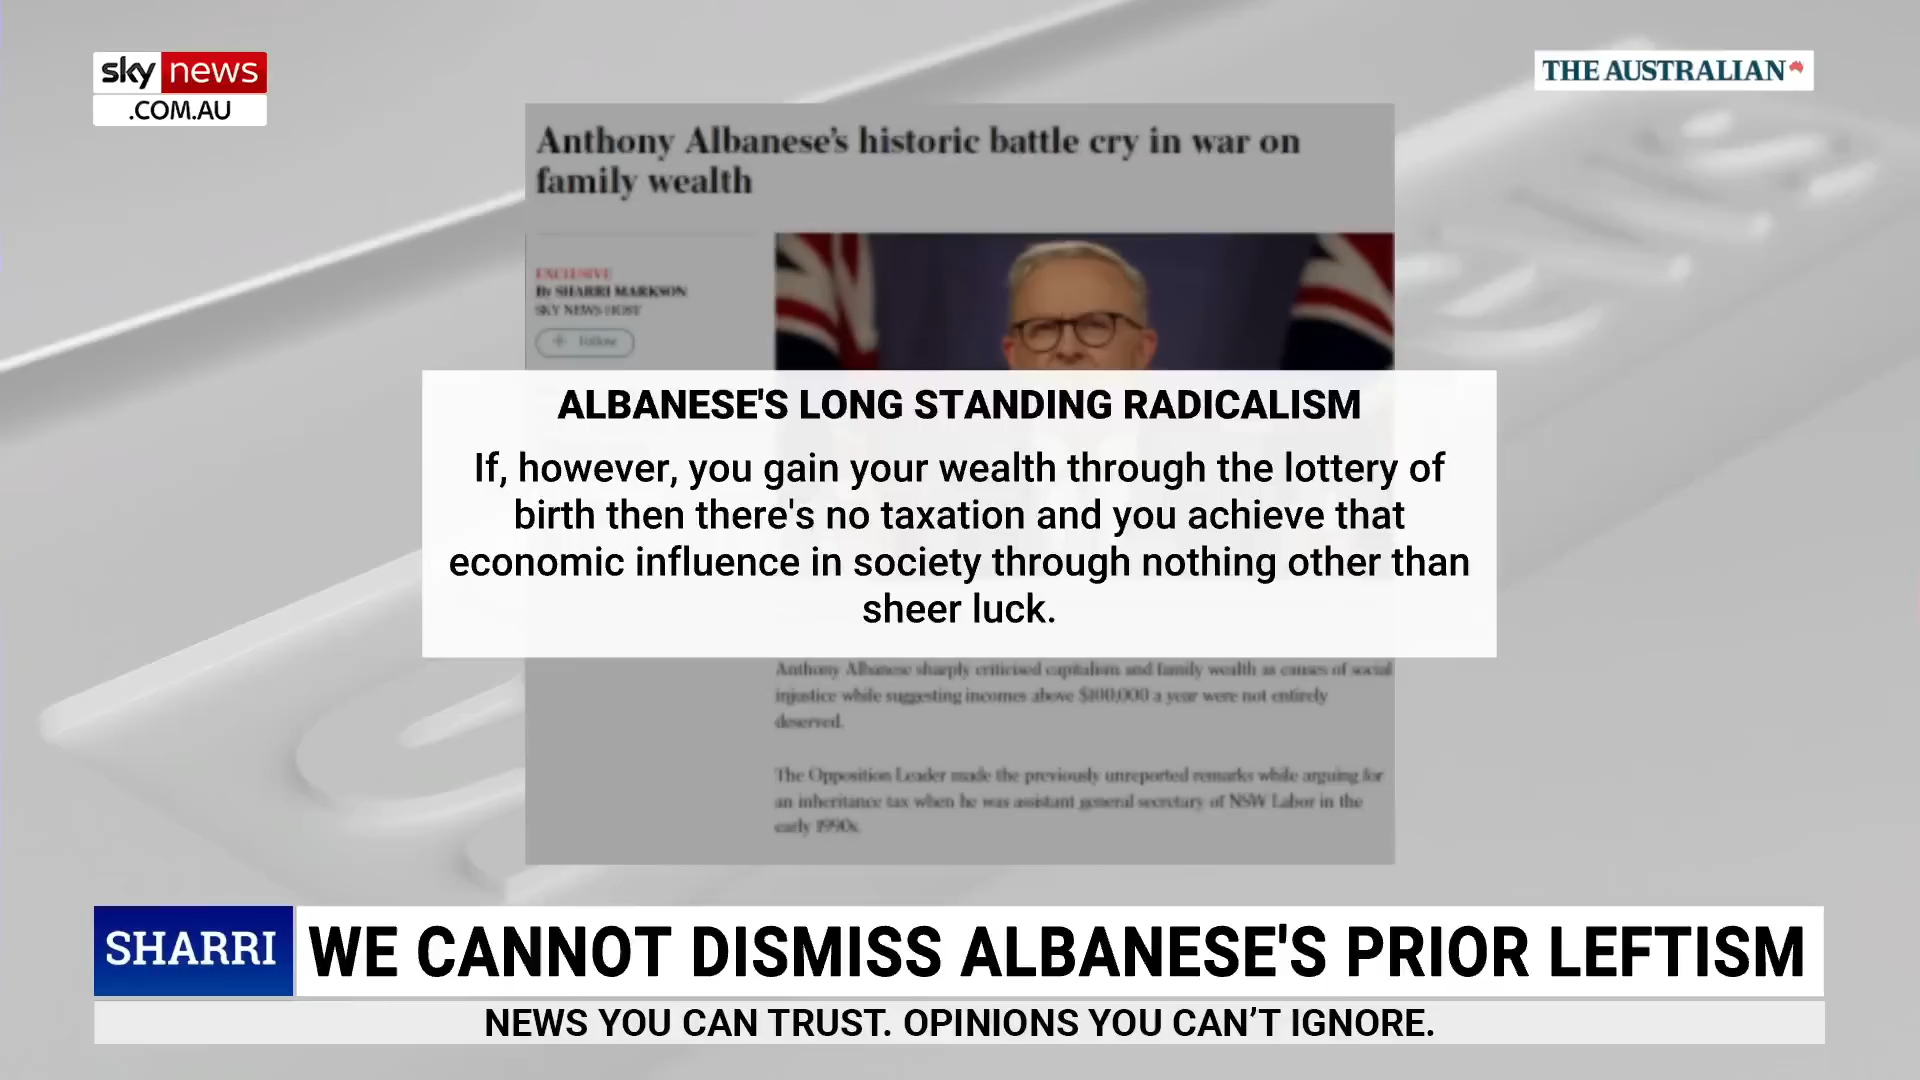 sky news
.COM.AU
THE AUSTRALIAN
Anthony Albanese's historic battle cry in war on
family wealth
EXCLUSIVE
By SHARRI MARKSON
SKY NEWS HOST
+ Follow
ALBANESE'S LONG STANDING RADICALISM
If, however, you gain your wealth through the lottery of
birth then there's no taxation and you achieve that
economic influence in society through nothing other than
sheer luck.
Anthony Albanese sharply criticised capitalism and family wealth as causes of social
injustice while suggesting incomes above $100,000 a year were not entirely
deserved.
The Opposition Leader made the previously unreported remarks while arguing for
an inheritance tax when he was assistant general secretary of NSW Labor in the
early 1990s.
SHARRI
WE CANNOT DISMISS ALBANESE'S PRIOR LEFTISM
NEWS YOU CAN TRUST. OPINIONS YOU CAN'T IGNORE.